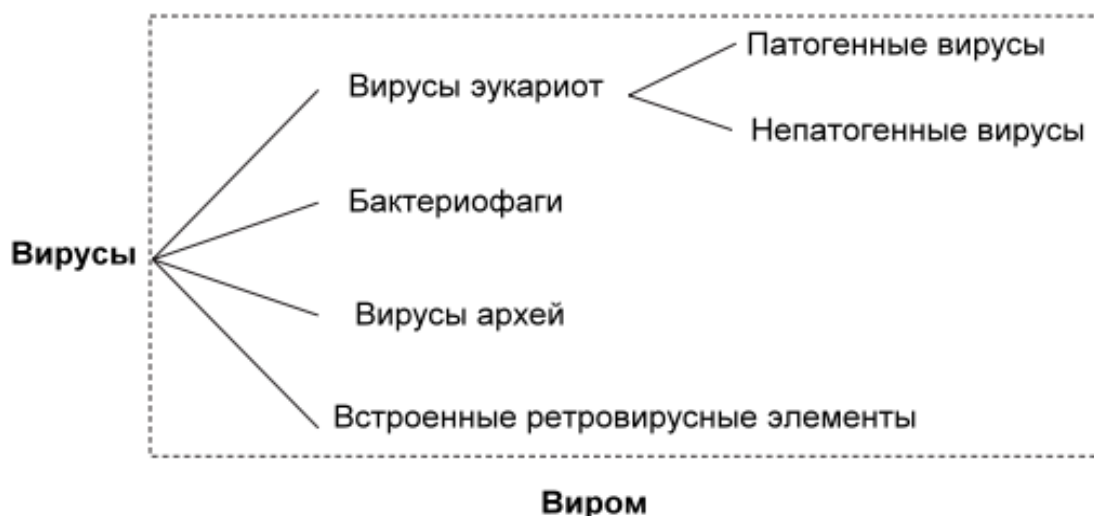 Патогенные вирусы
Вирусы эукариот
Непатогенные вирусы
Бактериофаги
Вирусы
Вирусы архей
Встроенные ретровирусные элементы
Виром